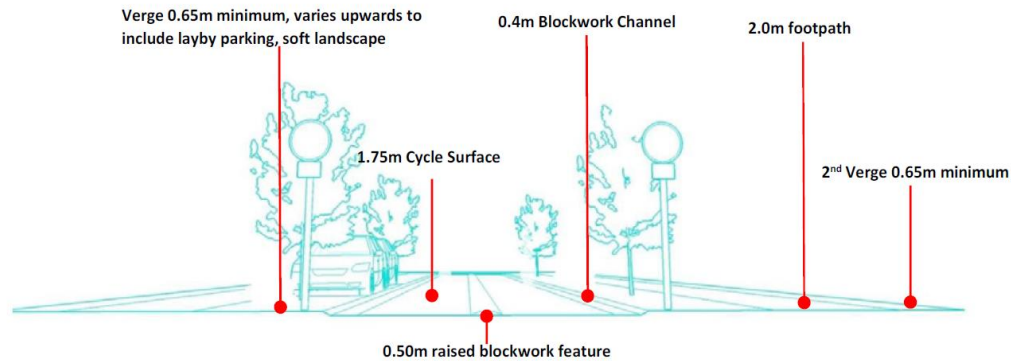 Verge 0.65m minimum, varies upwards to
include layby parking, soft landscape
0.4m Blockwork Channel
2.0m footpath
1.75m Cycle Surface
2nd Verge 0.65m minimum
0.50m raised blockwork feature